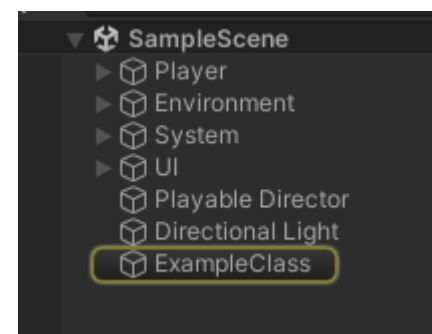 SampleScene
Player
Environment
System
UI
Playable Director
Directional Light
ExampleClass